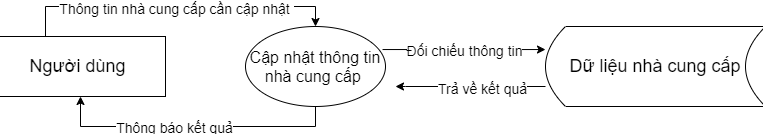 Thông tin nhà cung cấp cần cập nhật
Người dùng
Cập nhật thông tin
nhà cung cấp
Đối chiếu thông tin
Trả về kết quả
Dữ liệu nhà cung cấp
Thông báo kết quả